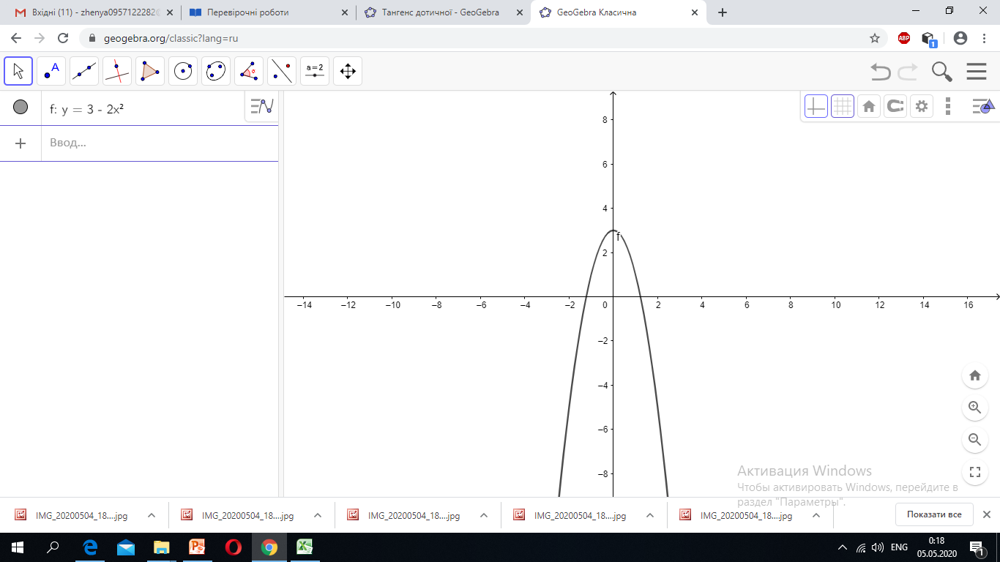 Вхідні (11) - zhenya0957122282@
Перевірочні роботи
Тангенс дотичної - GeoGebra
GeoGebra Класична
geogebra.org/classic?lang=ru
ABP
1
A
α
a=2
f: y = 3 - 2x²
Ввод...
8
6
4
2
0
–2
–4
–6
–8
–14
–12
–10
–8
–6
–4
–2
2
4
6
8
10
12
14
16
f
Активация Windows
Чтобы активировать Windows, перейдите в
раздел "Параметры".
IMG_20200504_18....jpg
IMG_20200504_18....jpg
IMG_20200504_18....jpg
IMG_20200504_18....jpg
IMG_20200504_18....jpg
Показати все
ENG
0:18
05.05.2020
1